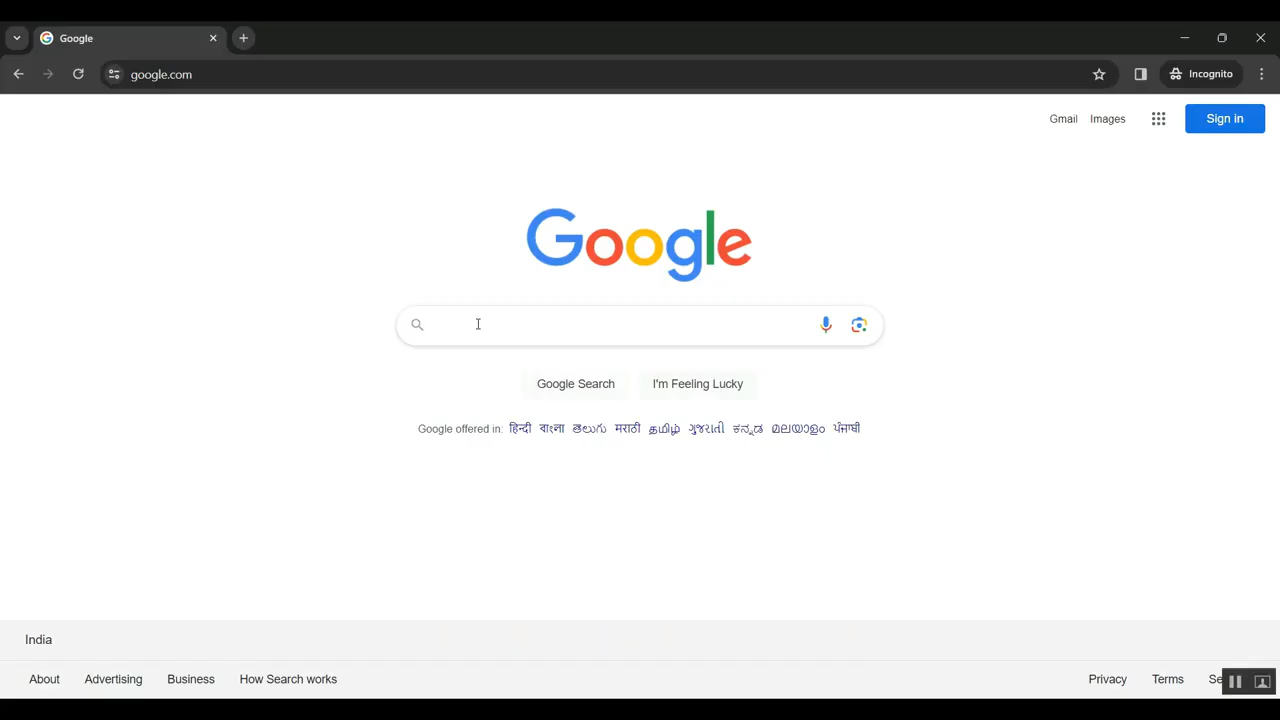 Google
google.com
Incognito
Gmail Images Sign in
Google
Google Search I'm Feeling Lucky
Google offered in: हिन्दी বাংলা తెలుగు मराठी தமிழ் ગુજરાતી ಕನ್ನಡ മലയാളം ਪੰਜਾਬੀ
India
About Advertising Business How Search works Privacy Terms Se